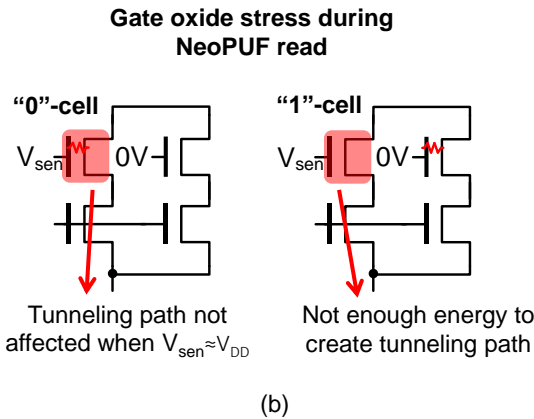 Gate oxide stress during
NeoPUF read
“0”-cell
“1”-cell
Vsen
0V
Vsen
0V
Tunneling path not
affected when Vsen≈VDD
Not enough energy to
create tunneling path
(b)